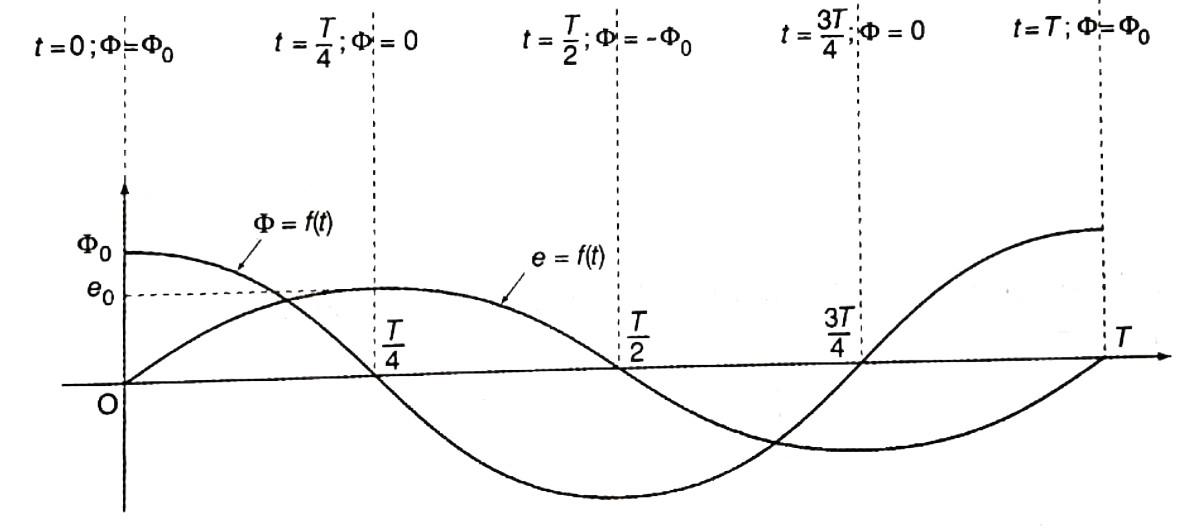 t = 0 ; Φ = Φ₀
t = T/4 ; Φ = 0
t = T/2 ; Φ = -Φ₀
t = 3T/4 ; Φ = 0
t = T ; Φ = Φ₀
Φ = f(t)
Φ₀
e = f(t)
e₀
T/4
T/2
3T/4
T
O